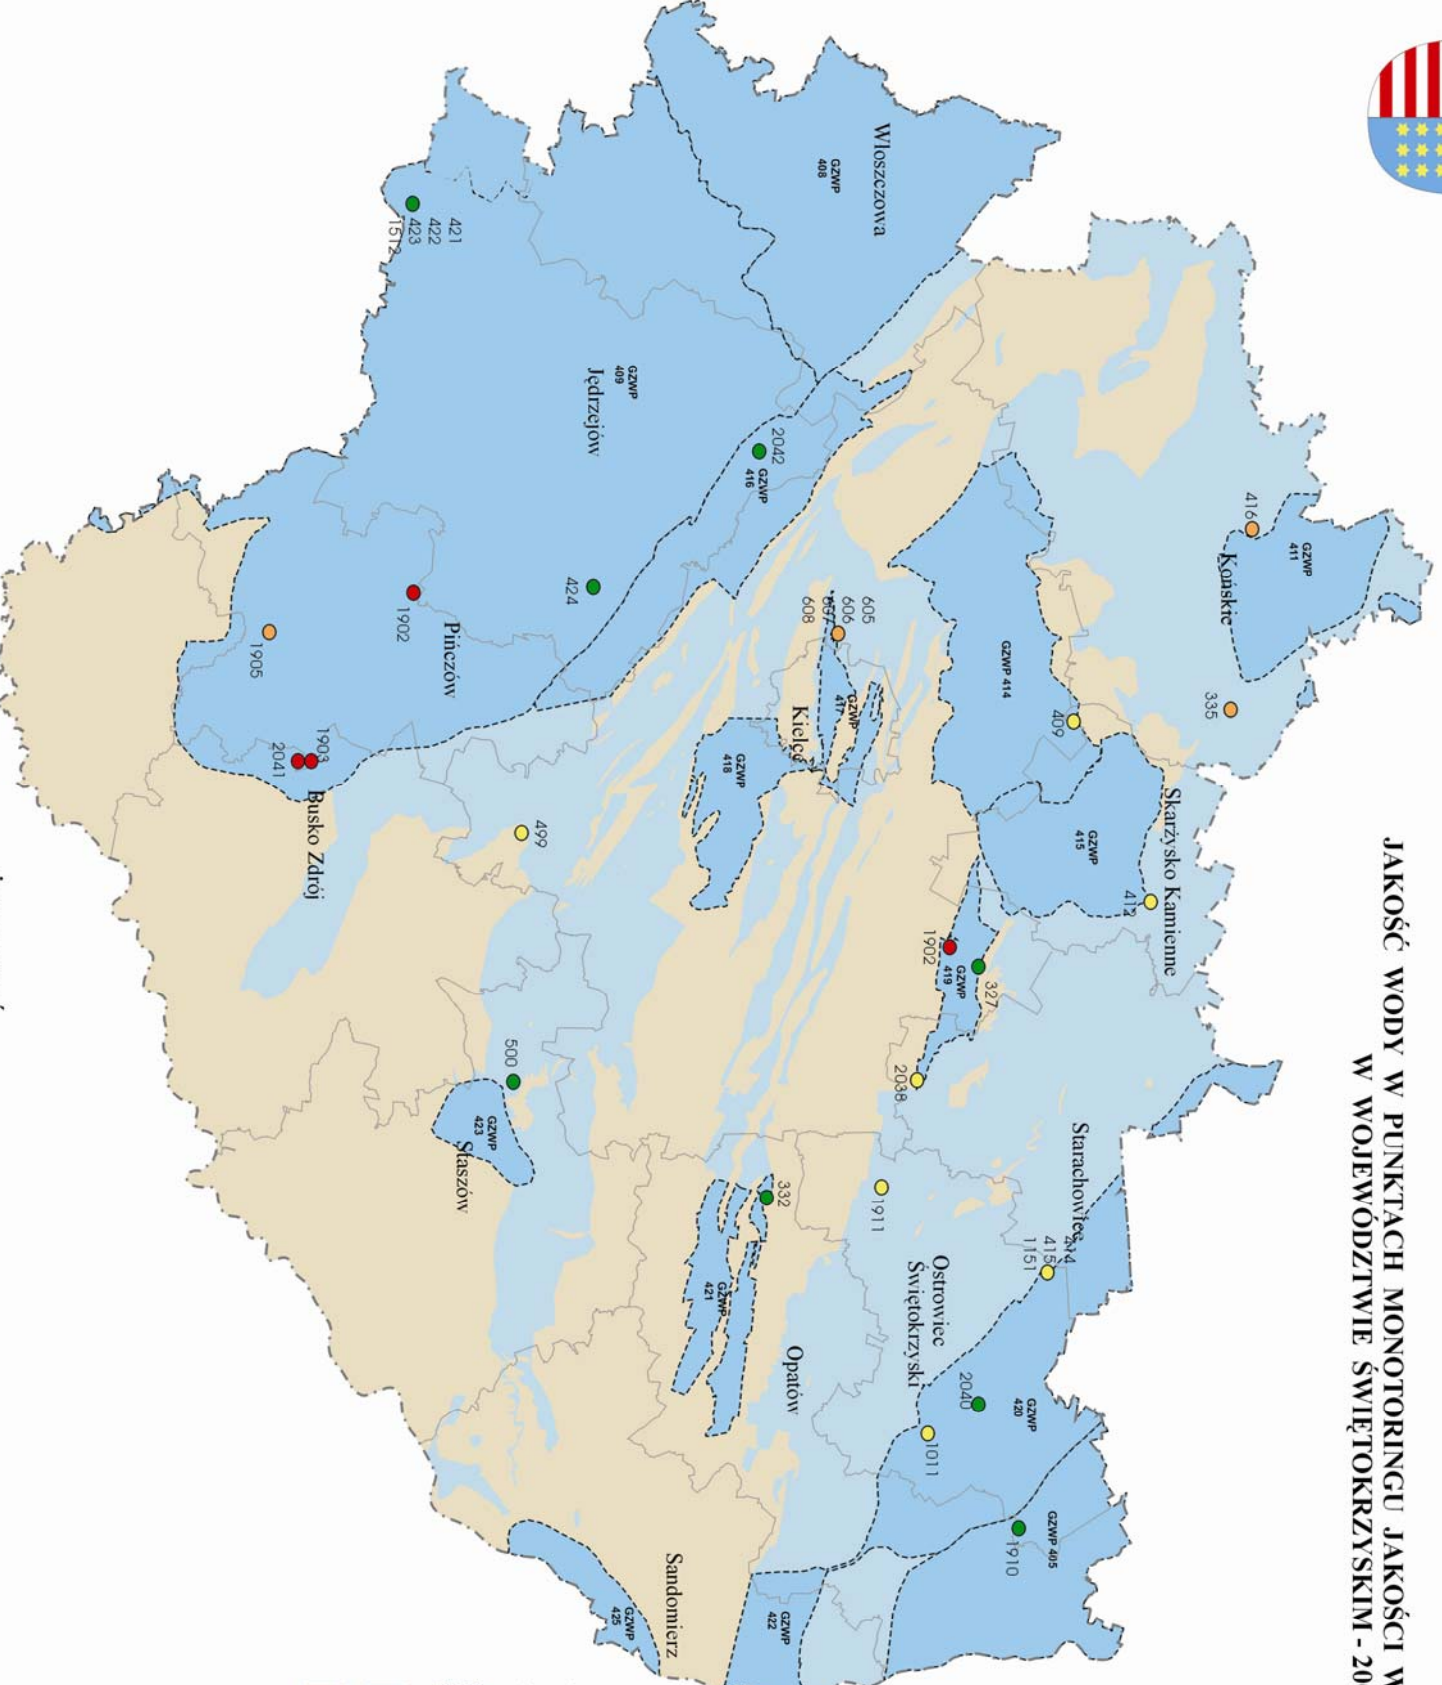 JAKOŚĆ WODY W PUNKTACH MONOTORINGU JAKOŚCI W
W WOJEWÓDZTWIE ŚWIĘTOKRZYSKIM - 20
GZWP
411
416
Końskie
335
Skarżysko Kamienne
412
GZWP
415
409
GZWP 414
Włoszczowa
GZWP
408
Starachowice
414
415
1151
GZWP 405
1910
GZWP
420
2040
1011
Ostrowiec
Świętokrzyski
327
GZWP
419
1902
2038
1911
605
606
607
608
GZWP
417
Kielce
GZWP
418
2042
GZWP
416
332
Opatów
GZWP
421
GZWP
422
Sandomierz
GZWP
425
GZWP
409
Jędrzejów
424
499
500
GZWP
423
Staszów
421
422
423
1512
Pińczów
1902
1905
1903
2041
Busko Zdrój